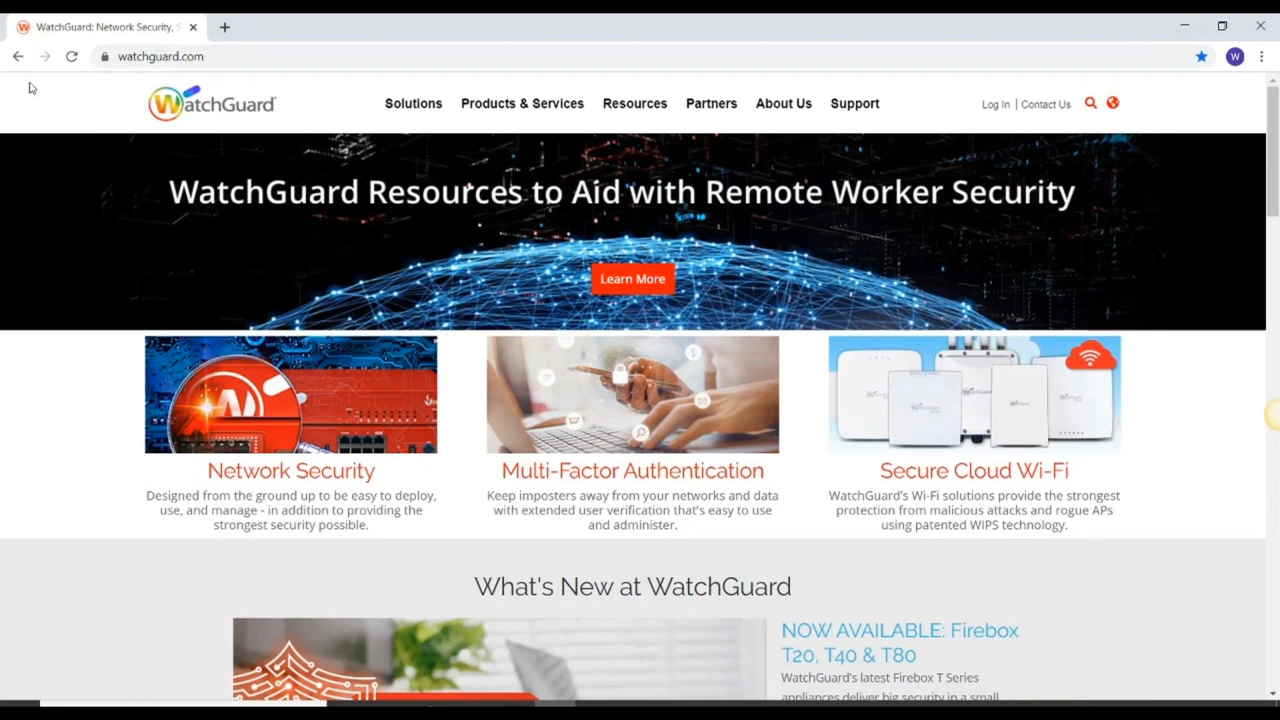 WatchGuard: Network Security, S
watchguard.com
W
WatchGuard
Solutions Products & Services Resources Partners About Us Support
Log In | Contact Us
WatchGuard Resources to Aid with Remote Worker Security
Learn More
Network Security
Designed from the ground up to be easy to deploy,
use, and manage - in addition to providing the
strongest security possible.
Multi-Factor Authentication
Keep imposters away from your networks and data
with extended user verification that's easy to use
and administer.
Secure Cloud Wi-Fi
WatchGuard's Wi-Fi solutions provide the strongest
protection from malicious attacks and rogue APs
using patented WIPS technology.
What's New at WatchGuard
NOW AVAILABLE: Firebox
T20, T40 & T80
WatchGuard's latest Firebox T Series
appliances deliver big security in a small